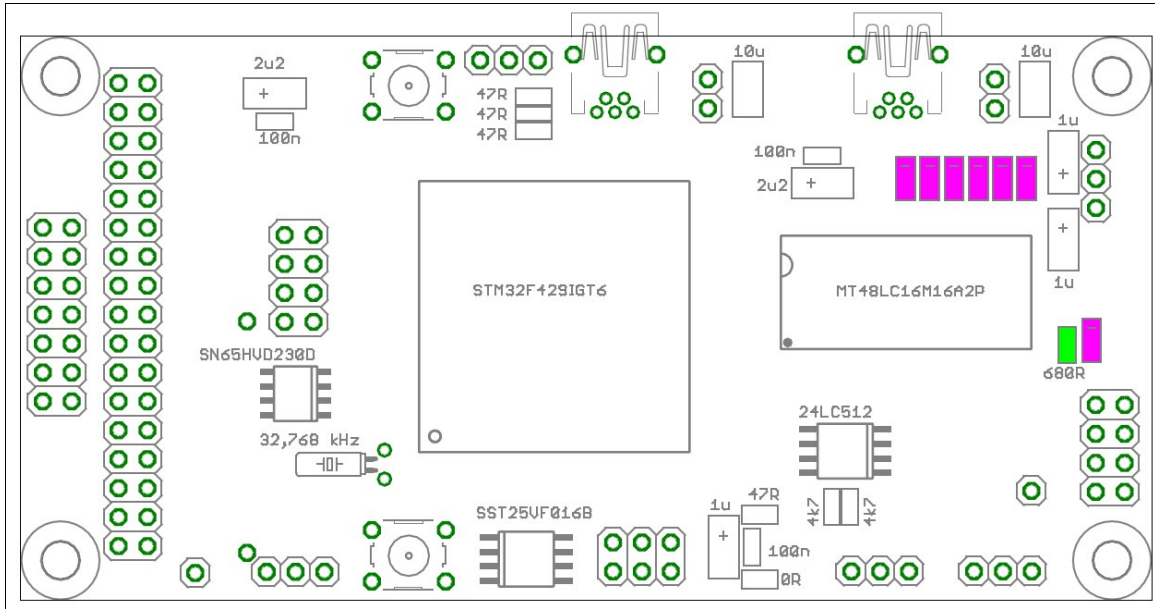 2u2
100n
47R
47R
47R
10u
10u
1u
100n
2u2
1u
STM32F429IGT6
MT48LC16M16A2P
SN65HVD230D
680R
32,768 kHz
24LC512
4k7
4k7
SST25VF016B
1u
47R
100n
0R